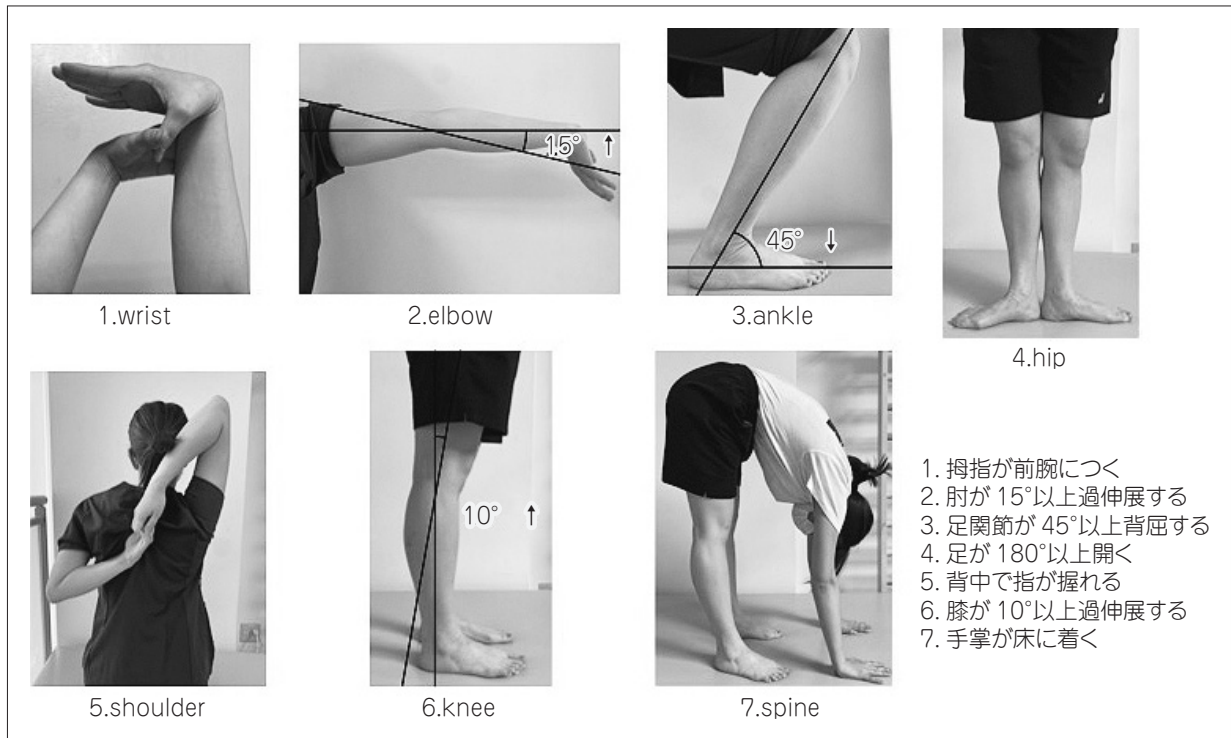 15° ↑
45° ↓
1.wrist
2.elbow
3.ankle
4.hip
10° ↑
1. 拇指が前腕につく
2. 肘が 15°以上過伸展する
3. 足関節が 45°以上背屈する
4. 足が 180°以上開く
5. 背中で指が握れる
6. 膝が 10°以上過伸展する
7. 手掌が床に着く
5.shoulder
6.knee
7.spine